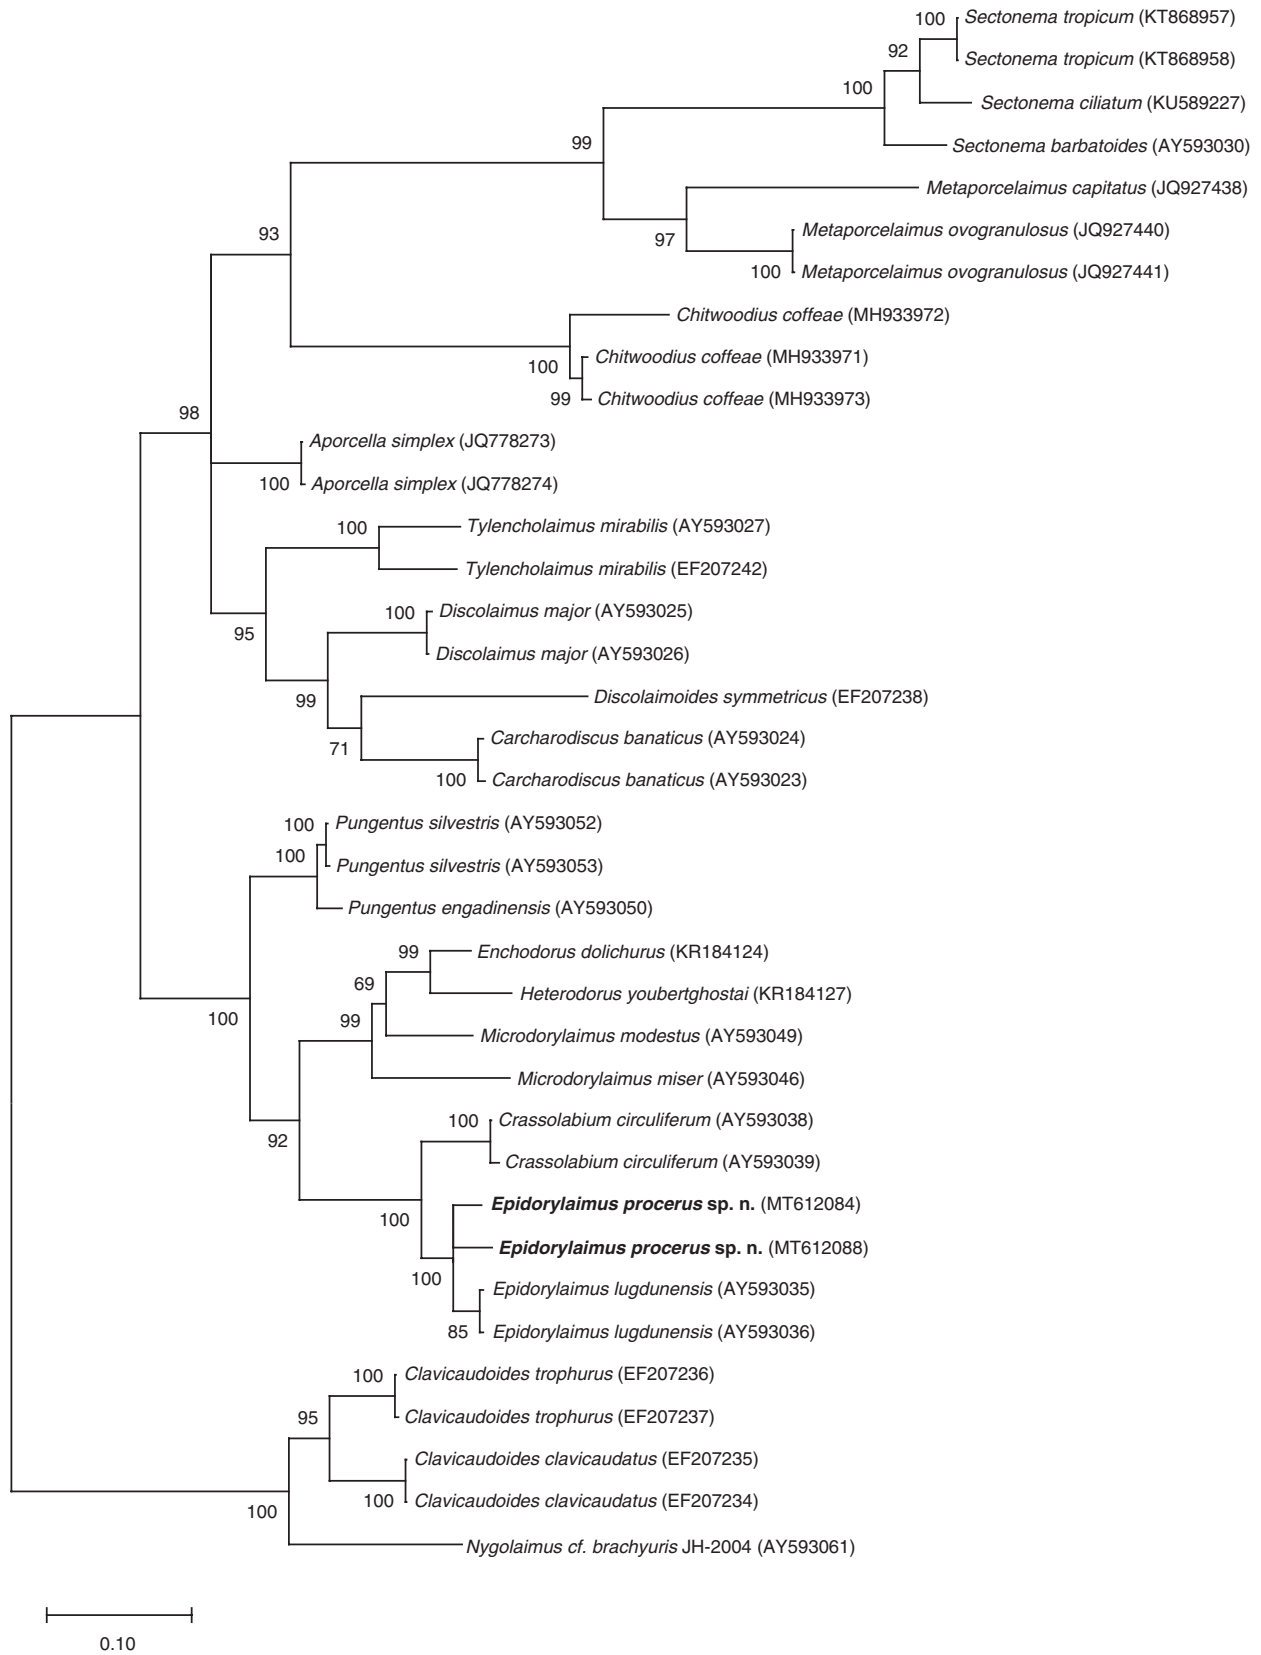 100
Sectonema tropicum (KT868957)
92
Sectonema tropicum (KT868958)
100
Sectonema ciliatum (KU589227)
99
Sectonema barbatoides (AY593030)
Metaporcelaimus capitatus (JQ927438)
93
97
Metaporcelaimus ovogranulosus (JQ927440)
100
Metaporcelaimus ovogranulosus (JQ927441)
Chitwoodius coffeae (MH933972)
100
Chitwoodius coffeae (MH933971)
99
Chitwoodius coffeae (MH933973)
98
Aporcella simplex (JQ778273)
100
Aporcella simplex (JQ778274)
100
Tylencholaimus mirabilis (AY593027)
Tylencholaimus mirabilis (EF207242)
100
Discolaimus major (AY593025)
95
Discolaimus major (AY593026)
99
Discolaimoides symmetricus (EF207238)
71
Carcharodiscus banaticus (AY593024)
100
Carcharodiscus banaticus (AY593023)
100
Pungentus silvestris (AY593052)
100
Pungentus silvestris (AY593053)
Pungentus engadinensis (AY593050)
99
Enchodorus dolichurus (KR184124)
69
Heterodorus youbertghostai (KR184127)
100
99
Microdorylaimus modestus (AY593049)
Microdorylaimus miser (AY593046)
92
100
Crassolabium circuliferum (AY593038)
Crassolabium circuliferum (AY593039)
100
Epidorylaimus procerus sp. n. (MT612084)
Epidorylaimus procerus sp. n. (MT612088)
100
Epidorylaimus lugdunensis (AY593035)
85
Epidorylaimus lugdunensis (AY593036)
100
Clavicaudoides trophurus (EF207236)
95
Clavicaudoides trophurus (EF207237)
Clavicaudoides clavicaudatus (EF207235)
100
100
Clavicaudoides clavicaudatus (EF207234)
Nygolaimus cf. brachyuris JH-2004 (AY593061)
0.10